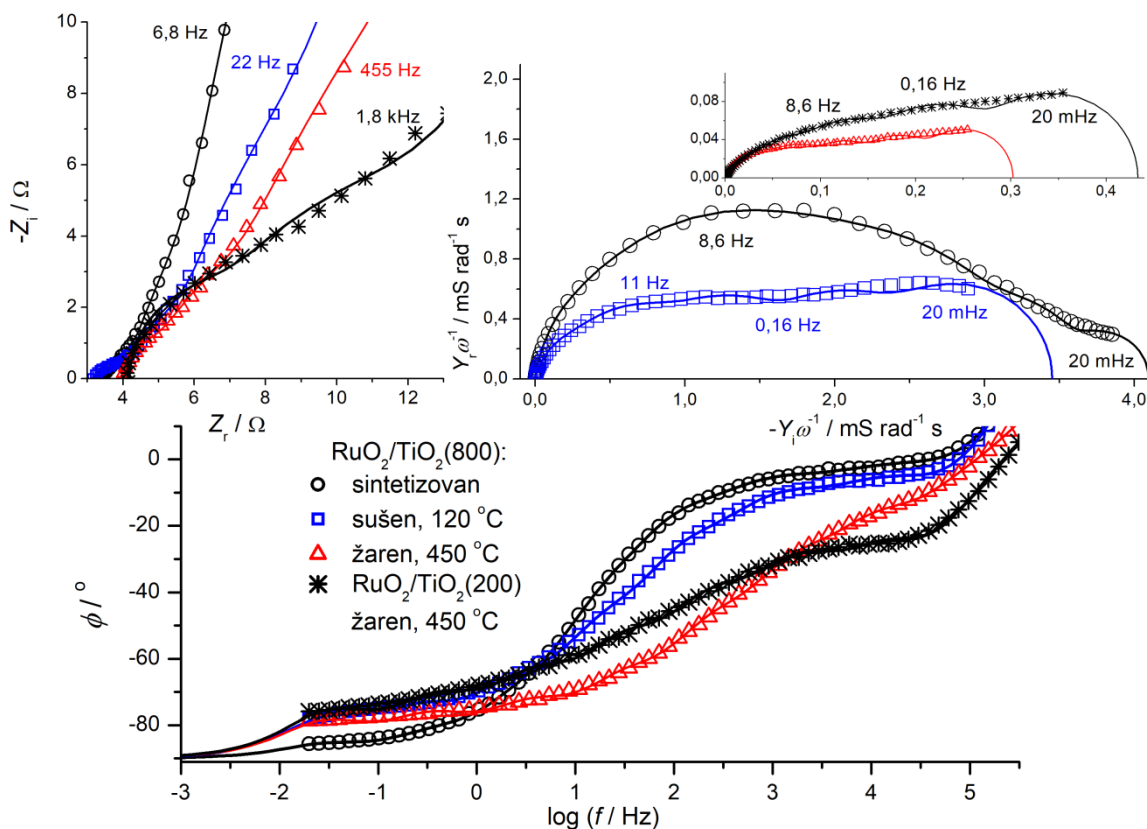 10
8
6
4
2
0
-Zᵢ / Ω
6,8 Hz
22 Hz
455 Hz
1,8 kHz
4 6 8 10 12
Zᵣ / Ω
2,0
1,6
1,2
0,8
0,4
0,0
Yᵣω⁻¹ / mS rad⁻¹ s
0,08
0,04
0,00
8,6 Hz
0,16 Hz
20 mHz
0,1 0,2 0,3 0,4
8,6 Hz
11 Hz
0,16 Hz
20 mHz
20 mHz
0,0 1,0 2,0 3,0 4,0
-Yᵢω⁻¹ / mS rad⁻¹ s
0
-20
-40
-60
-80
ϕ / °
RuO₂/TiO₂(800):
sintetizovan
sušen, 120 °C
žaren, 450 °C
RuO₂/TiO₂(200)
žaren, 450 °C
-3 -2 -1 0 1 2 3 4 5
log (f / Hz)